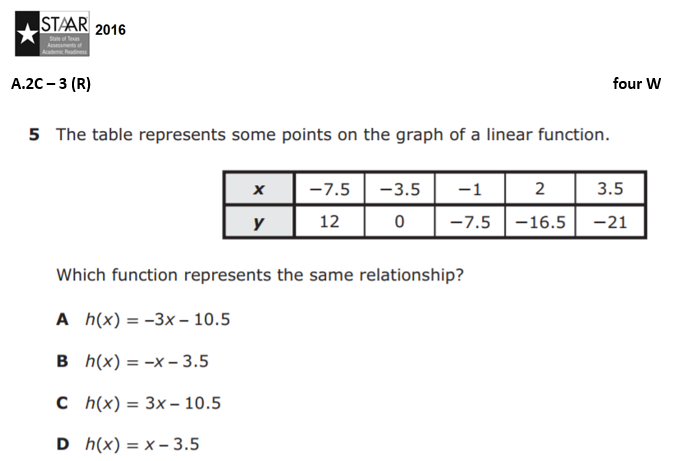 STAAR 2016
State of Texas
Assessments of
Academic Readiness
A.2C – 3 (R) four W
5 The table represents some points on the graph of a linear function.
x −7.5 −3.5 −1 2 3.5
y 12 0 −7.5 −16.5 −21
Which function represents the same relationship?
A h(x) = −3x − 10.5
B h(x) = −x − 3.5
C h(x) = 3x − 10.5
D h(x) = x − 3.5